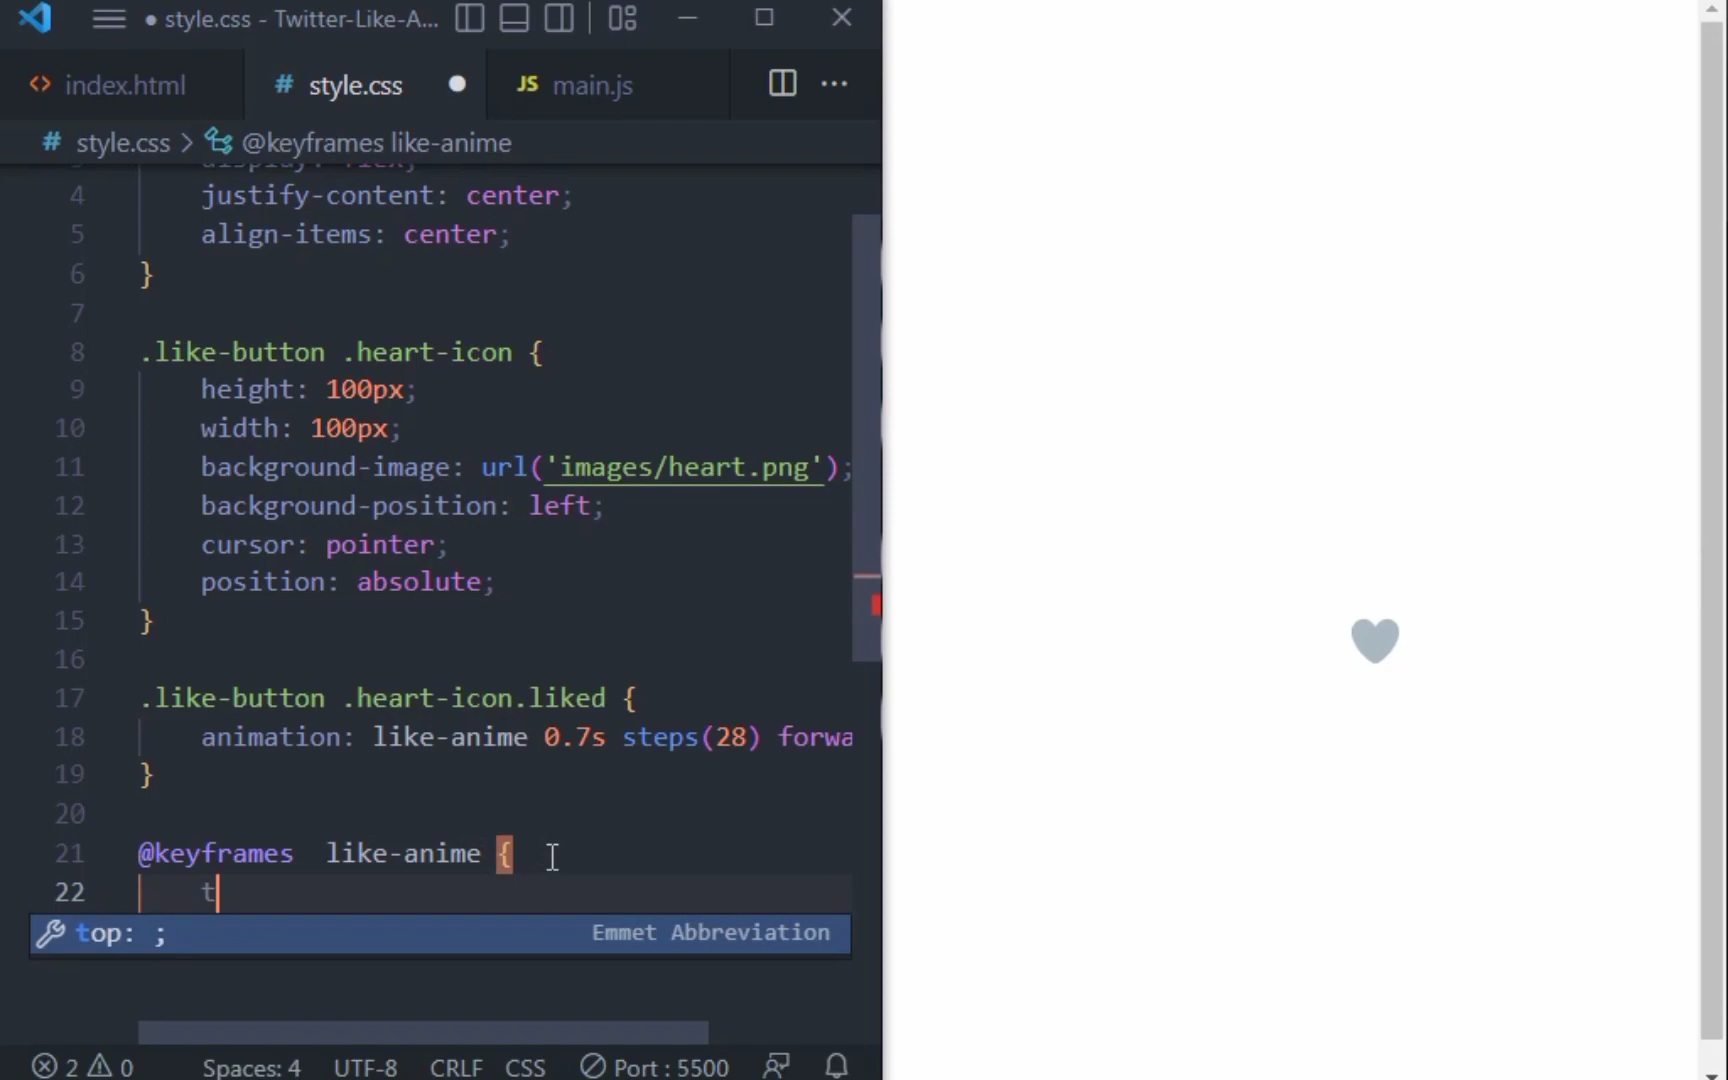 ● style.css - Twitter-Like-A...
index.html
# style.css ●
JS main.js
# style.css > @keyframes like-anime
4 justify-content: center;
5 align-items: center;
6 }
7
8 .like-button .heart-icon {
9 height: 100px;
10 width: 100px;
11 background-image: url('images/heart.png');
12 background-position: left;
13 cursor: pointer;
14 position: absolute;
15 }
16
17 .like-button .heart-icon.liked {
18 animation: like-anime 0.7s steps(28) forwa
19 }
20
21 @keyframes  like-anime {
22 t
top: ; Emmet Abbreviation
2 0 Spaces: 4 UTF-8 CRLF CSS Port : 5500